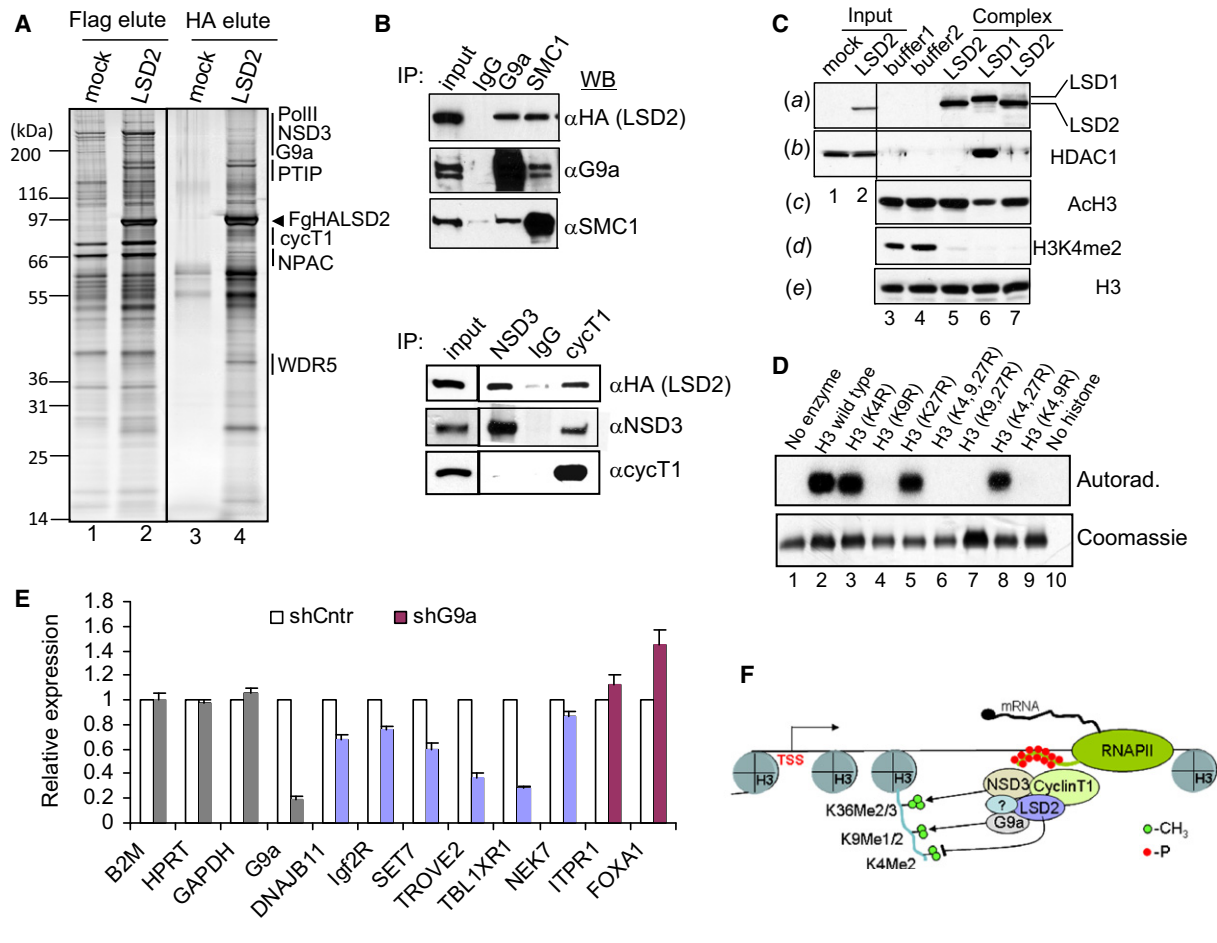 A
Flag elute HA elute
mock
LSD2
mock
LSD2
(kDa)
200
116
97
66
55
36
31
25
14
PolII
NSD3
G9a
PTIP
FgHALSD2
cycT1
NPAC
WDR5
1 2 3 4
B
IP:
input
IgG
G9a
SMC1
WB
αHA (LSD2)
αG9a
αSMC1
IP:
input
NSD3
IgG
cycT1
αHA (LSD2)
αNSD3
αcycT1
C
Input Complex
mock
LSD2
buffer1
buffer2
LSD2
LSD1
LSD2
(a)
LSD1
LSD2
(b) HDAC1
1 2
(c) AcH3
(d) H3K4me2
(e) H3
3 4 5 6 7
D
No enzyme
H3 wild type
H3 (K4R)
H3 (K9R)
H3 (K27R)
H3 (K4,9,27R)
H3 (K9,27R)
H3 (K4,27R)
H3 (K4,9R)
No histone
Autorad.
Coomassie
1 2 3 4 5 6 7 8 9 10
E
Relative expression
1.8
1.6
1.4
1.2
1
0.8
0.6
0.4
0.2
0
shCntr shG9a
B2M
HPRT
GAPDH
G9a
DNAJB11
Igf2R
SET7
TROVE2
TBL1XR1
NEK7
ITPR1
FOXA1
F
mRNA
RNAPII
TSS
H3 H3 H3 H3
NSD3 CyclinT1
? LSD2
G9a
K36Me2/3
K9Me1/2
K4Me2
-CH3
-P